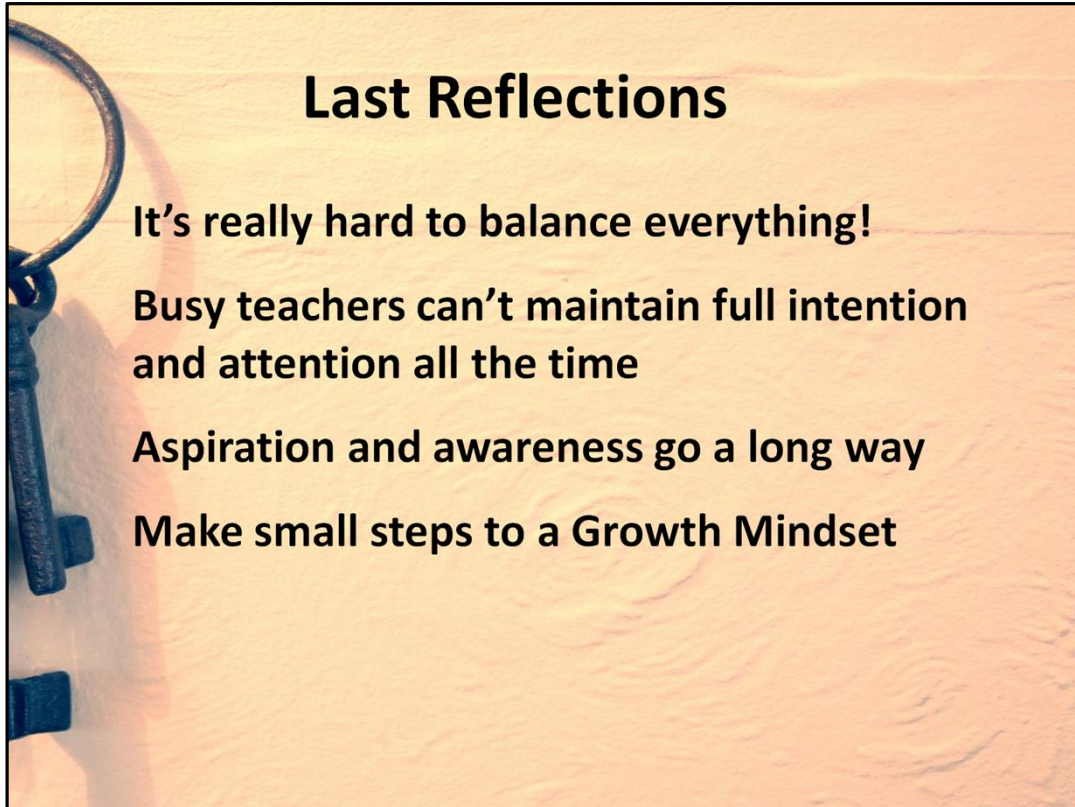 Last Reflections
It’s really hard to balance everything!
Busy teachers can’t maintain full intention
and attention all the time
Aspiration and awareness go a long way
Make small steps to a Growth Mindset